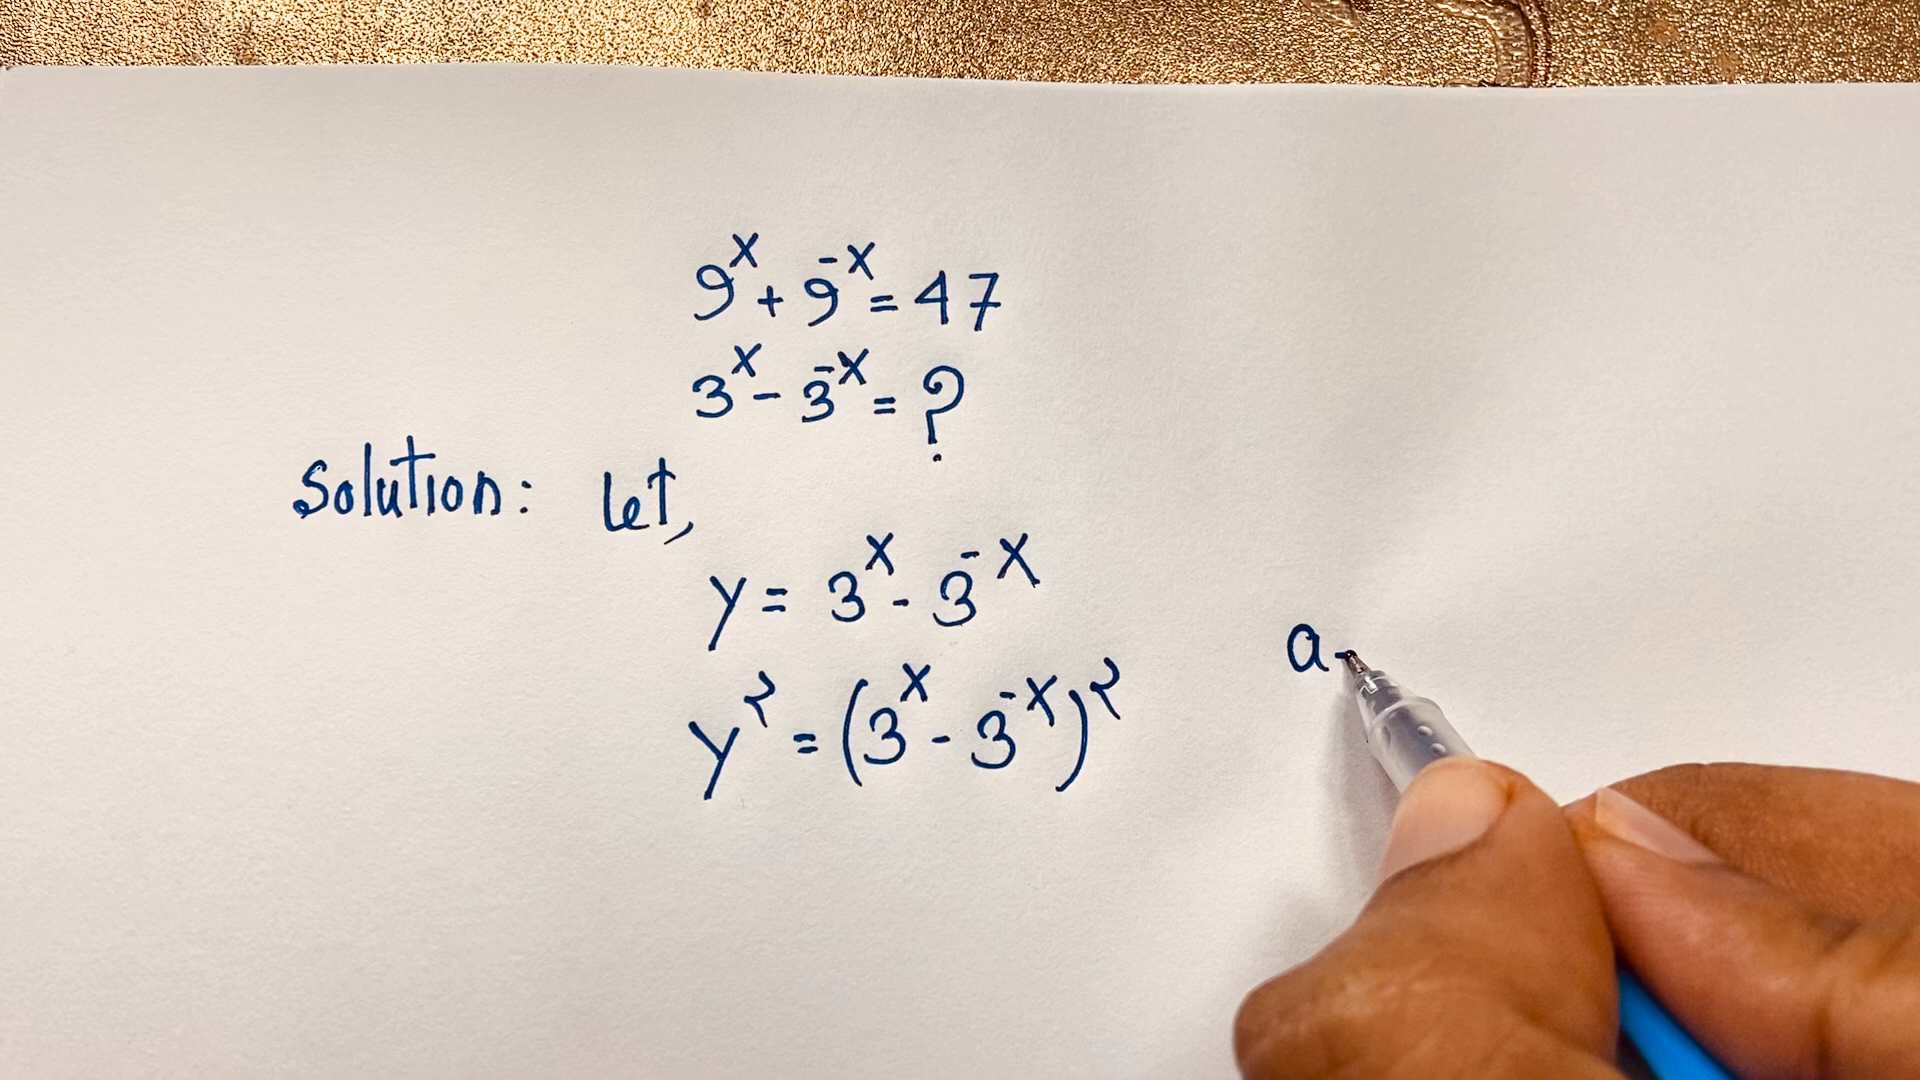 9^x + 9^-x = 47
3^x - 3^-x = ?
Solution: Let,
y = 3^x - 3^-x
y^2 = (3^x - 3^-x)^2
a-